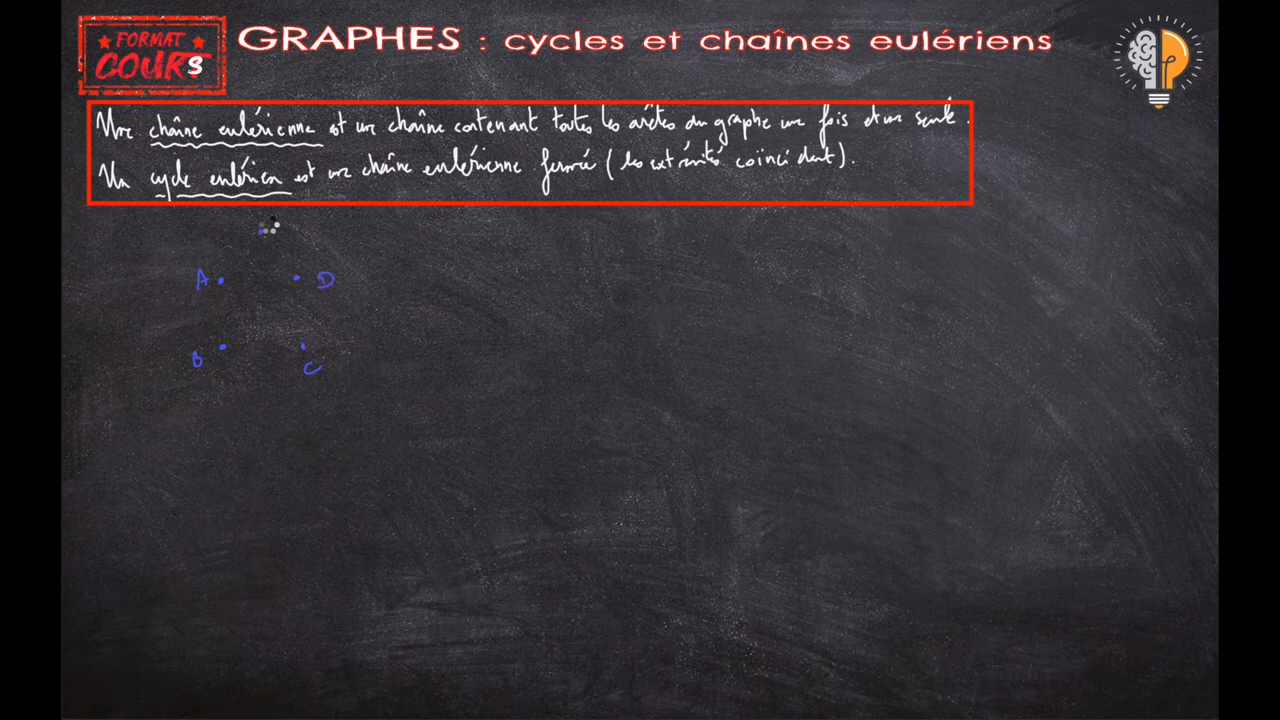 FORMAT
COURS
GRAPHES : cycles et chaînes eulériens
Une chaîne eulérienne est une chaîne contenant toutes les arêtes du graphe une fois et une seule.
Un cycle eulérien est une chaîne eulérienne fermée (les extrémités coïncident).
A D
B C